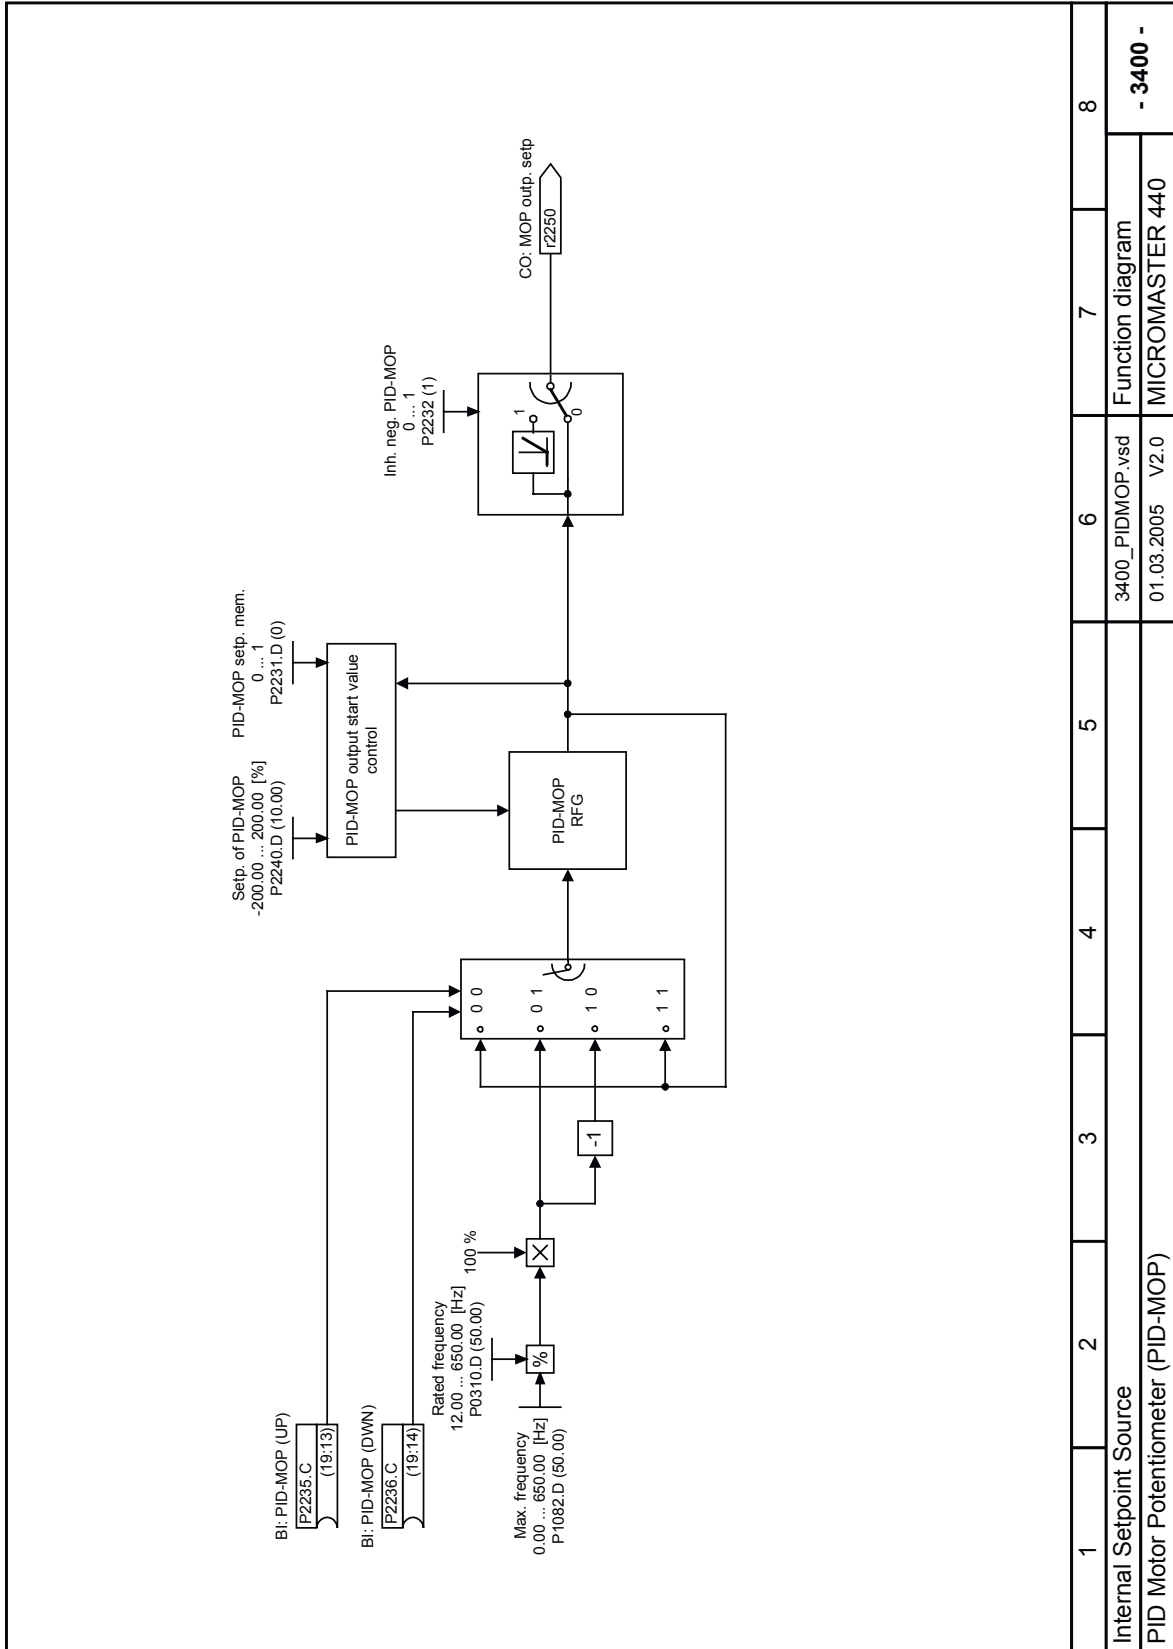 BI: PID-MOP (UP)
P2235.C
(19:13)
BI: PID-MOP (DWN)
P2236.C
(19:14)
Max. frequency
0.00 ... 650.00 [Hz]
P1082.D (50.00)
Rated frequency
12.00 ... 650.00 [Hz]
P0310.D (50.00)
%
100 %
-1
0 0
0 1
1 0
1 1
Setp. of PID-MOP
-200.00 ... 200.00 [%]
P2240.D (10.00)
PID-MOP setp. mem.
0 ... 1
P2231.D (0)
PID-MOP output start value
control
PID-MOP
RFG
Inh. neg. PID-MOP
0 ... 1
P2232 (1)
1
0
CO: MOP outp. setp
r2250
1 2 3 4 5 6 7 8
Internal Setpoint Source
3400_PIDMOP.vsd
Function diagram
- 3400 -
PID Motor Potentiometer (PID-MOP)
01.03.2005 V2.0
MICROMASTER 440